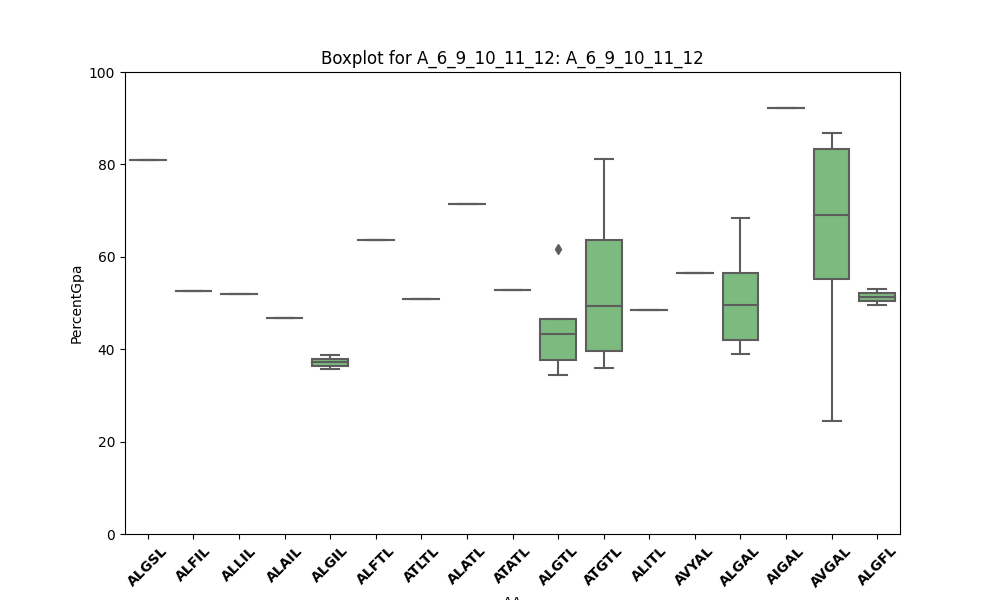 Boxplot for A_6_9_10_11_12: A_6_9_10_11_12
PercentGpa
100
80
60
40
20
0
ALGSL ALFIL ALLIL ALAIL ALGIL ALFTL ATLTL ALATL ATATL ALGTL ATGTL ALITL AVYAL ALGAL AIGAL AVGAL ALGFL